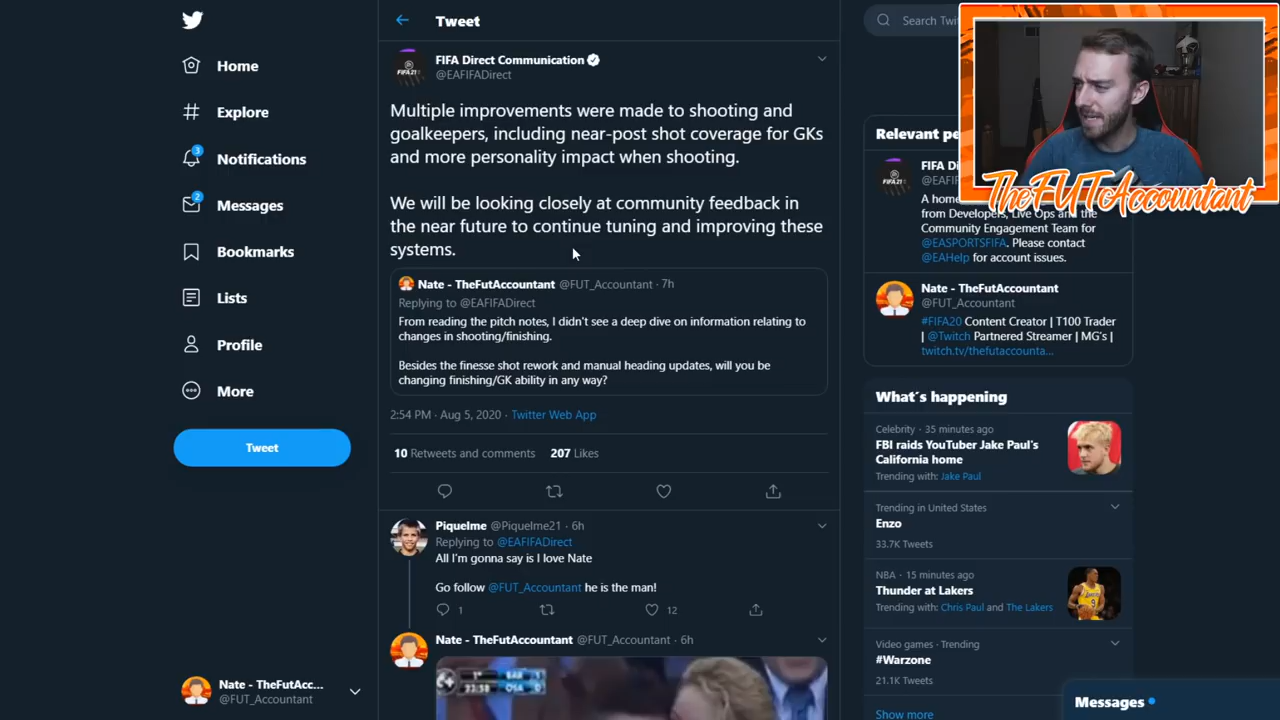 Home
Explore
3
Notifications
2
Messages
Bookmarks
Lists
Profile
More
Tweet
Nate - TheFutAcc...
@FUT_Accountant
Tweet
FIFA Direct Communication
@EAFIFADirect
Multiple improvements were made to shooting and
goalkeepers, including near-post shot coverage for GKs
and more personality impact when shooting.
We will be looking closely at community feedback in
the near future to continue tuning and improving these
systems.
Nate - TheFutAccountant @FUT_Accountant · 7h
Replying to @EAFIFADirect
From reading the pitch notes, I didn't see a deep dive on information relating to
changes in shooting/finishing.
Besides the finesse shot rework and manual heading updates, will you be
changing finishing/GK ability in any way?
2:54 PM · Aug 5, 2020 · Twitter Web App
10 Retweets and comments 207 Likes
Piquelme @Piquelme21 · 6h
Replying to @EAFIFADirect
All I'm gonna say is I love Nate
Go follow @FUT_Accountant he is the man!
1 12
Nate - TheFutAccountant @FUT_Accountant · 6h
Search Twi
TheFUTAccountant
Relevant pe
FIFA Di
@EAFI
A home
from Developers, Live Ops and the
Community Engagement Team for
@EASPORTSFIFA. Please contact
@EAHelp for account issues.
Nate - TheFutAccountant
@FUT_Accountant
#FIFA20 Content Creator | T100 Trader
| @Twitch Partnered Streamer | MG's |
twitch.tv/thefutaccounta...
What's happening
Celebrity · 35 minutes ago
FBI raids YouTuber Jake Paul's
California home
Trending with: Jake Paul
Trending in United States
Enzo
33.7K Tweets
NBA · 15 minutes ago
Thunder at Lakers
Trending with: Chris Paul and The Lakers
Video games · Trending
#Warzone
21.1K Tweets
Show more
Messages